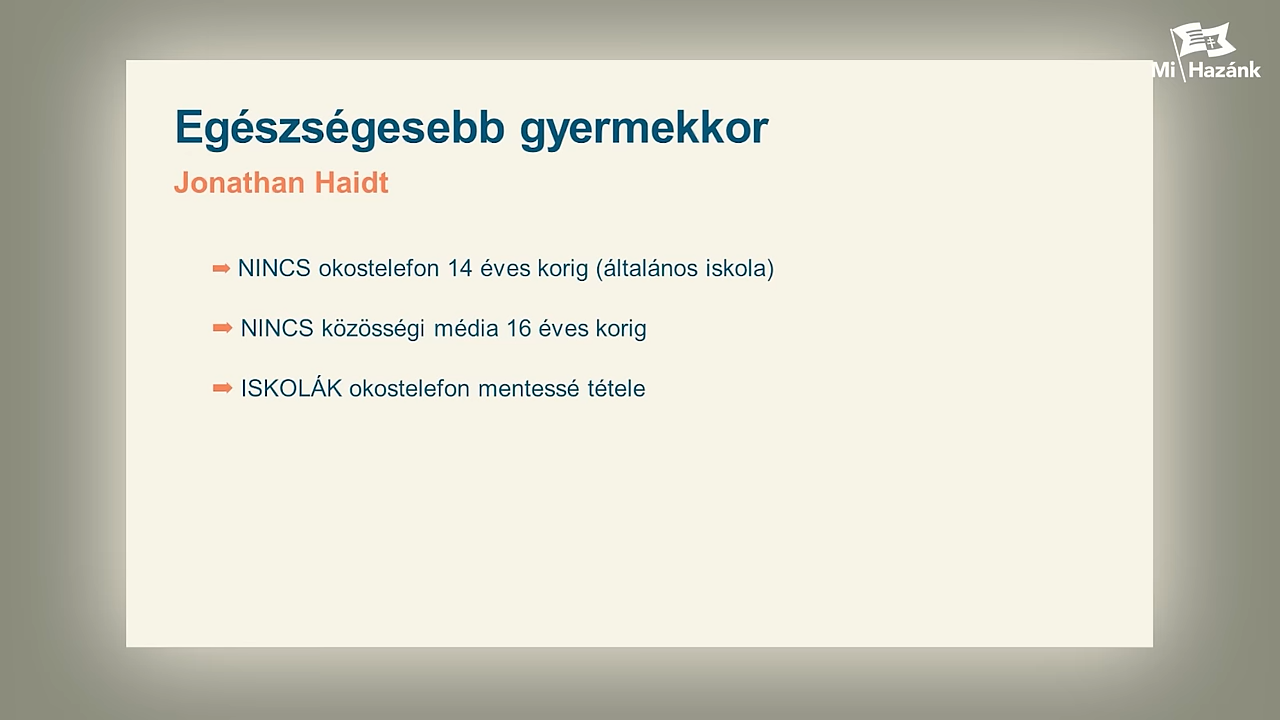 Mi Hazánk
Egészségesebb gyermekkor
Jonathan Haidt
➡ NINCS okostelefon 14 éves korig (általános iskola)
➡ NINCS közösségi média 16 éves korig
➡ ISKOLÁK okostelefon mentessé tétele